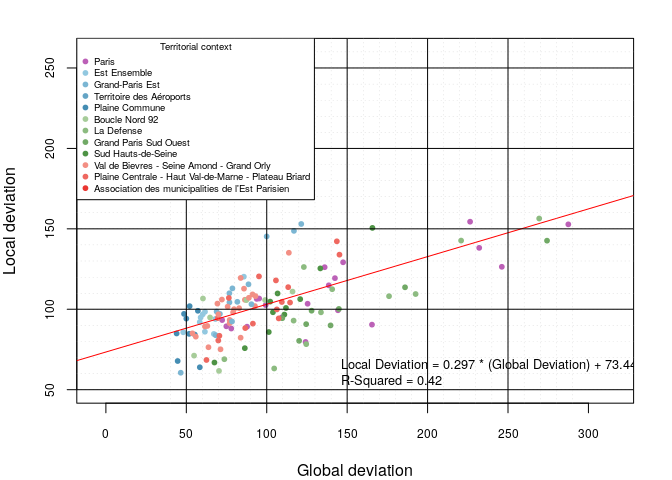 Territorial context
Paris
Est Ensemble
Grand-Paris Est
Territoire des Aéroports
Plaine Commune
Boucle Nord 92
La Defense
Grand Paris Sud Ouest
Sud Hauts-de-Seine
Val de Bievres - Seine Amond - Grand Orly
Plaine Centrale - Haut Val-de-Marne - Plateau Briard
Association des municipalities de l'Est Parisien
250
200
150
100
50
Local deviation
Local Deviation = 0.297 * (Global Deviation) + 73.44
R-Squared = 0.42
0 50 100 150 200 250 300
Global deviation